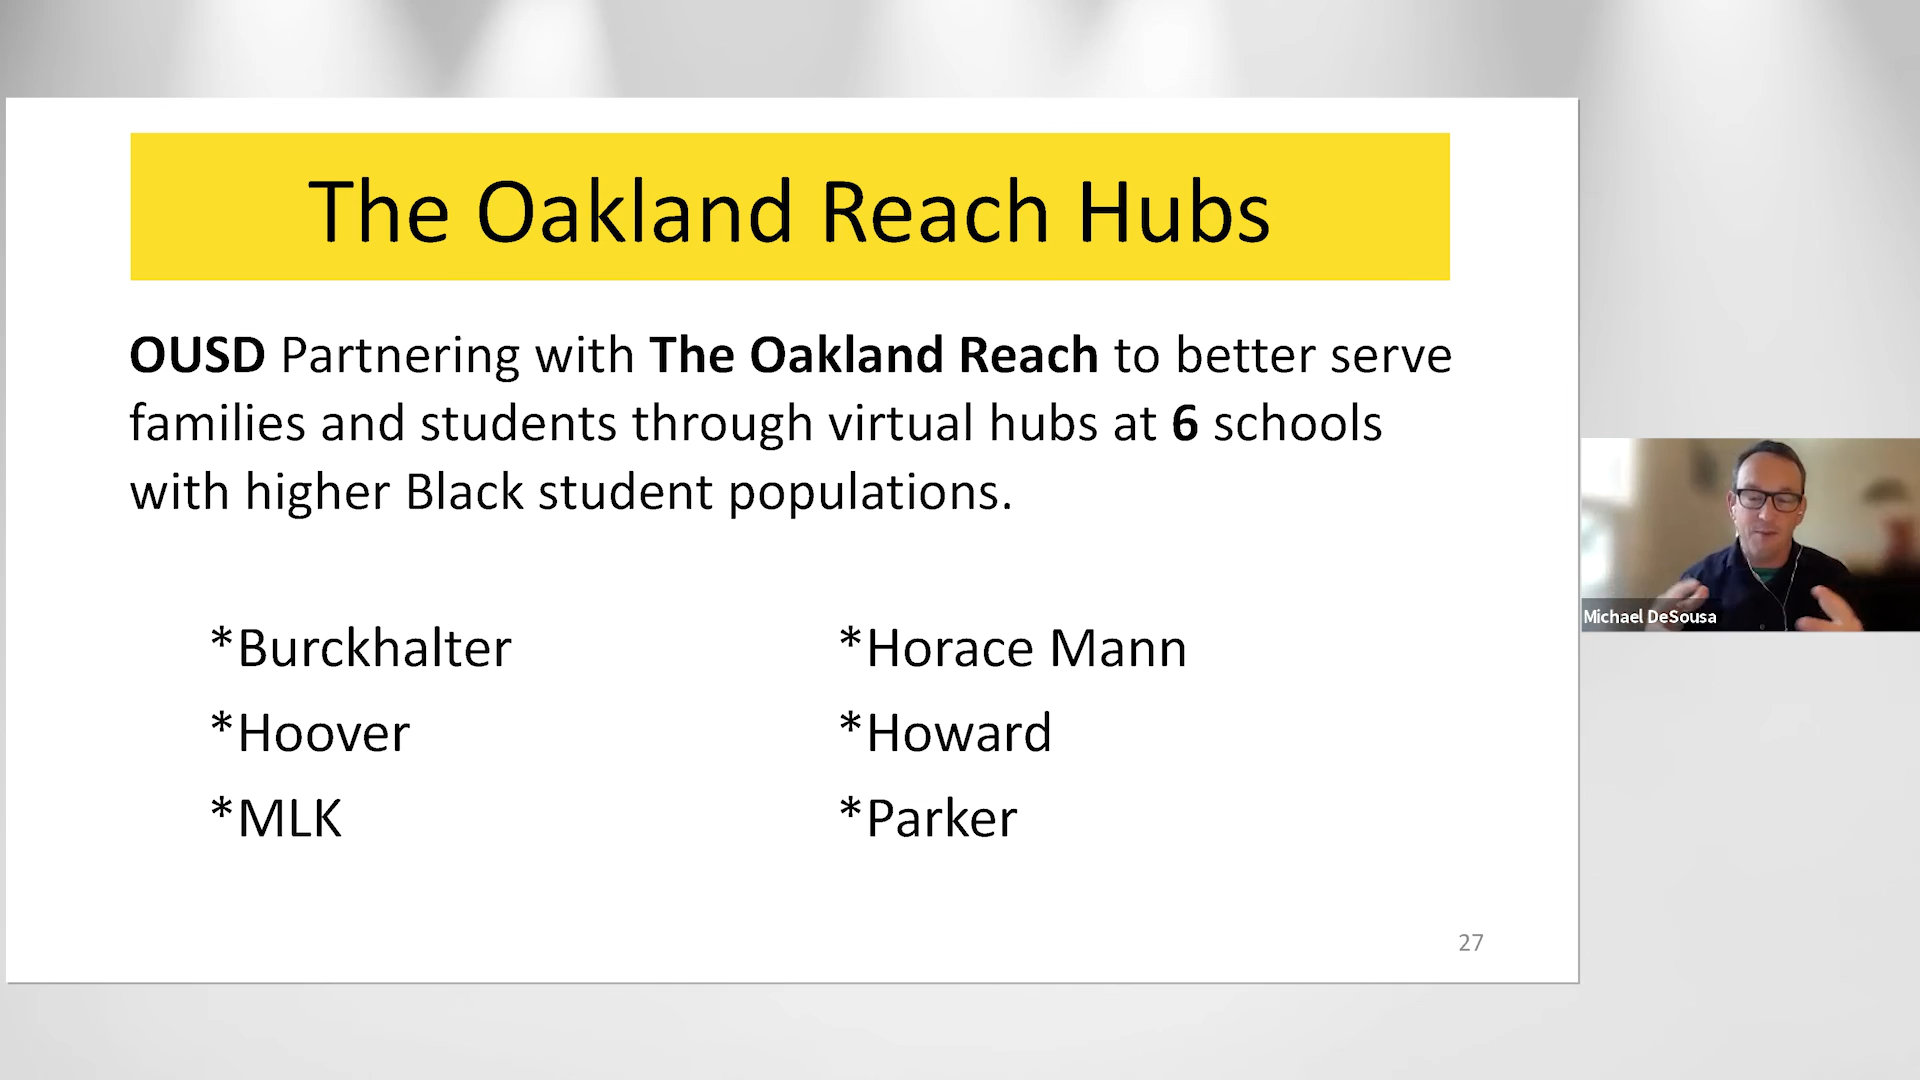 The Oakland Reach Hubs
OUSD Partnering with The Oakland Reach to better serve
families and students through virtual hubs at 6 schools
with higher Black student populations.
*Burckhalter
*Hoover
*MLK
*Horace Mann
*Howard
*Parker
27
Michael DeSousa